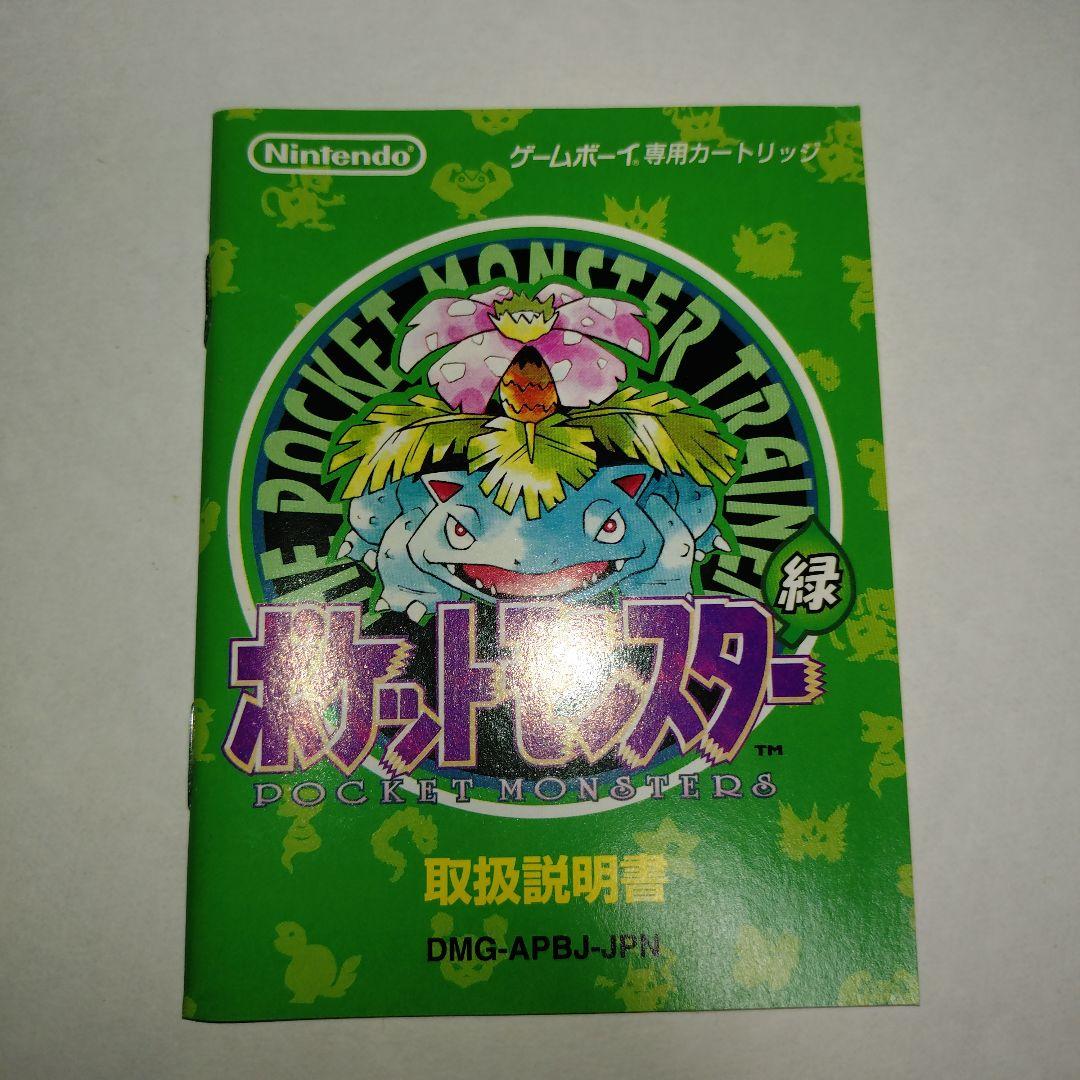 Nintendo®
ゲームボーイ®専用カートリッジ
THE POCKET MONSTER TRAINER
緑
ポケットモンスター
™
POCKET MONSTERS
取扱説明書
DMG-APBJ-JPN